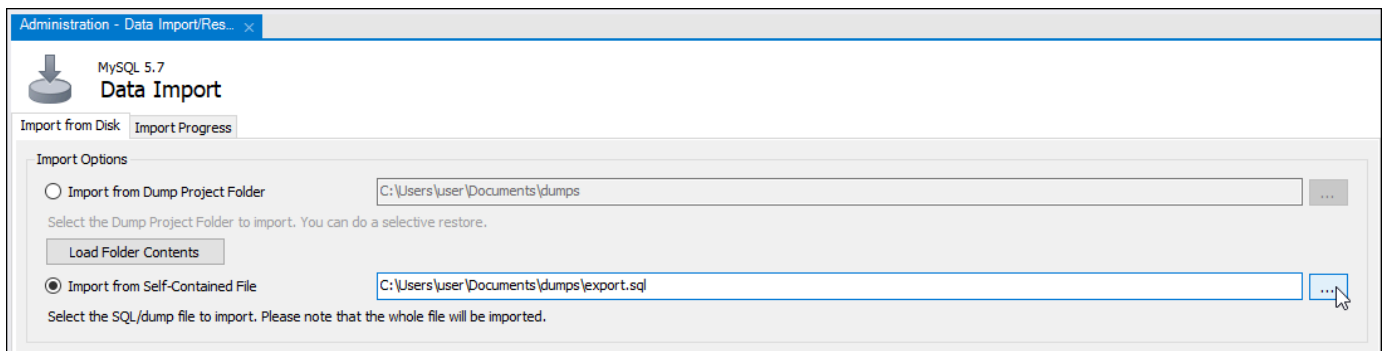 Administration - Data Import/Res...
MySQL 5.7
Data Import
Import from Disk Import Progress
Import Options
Import from Dump Project Folder C:\Users\user\Documents\dumps ...
Select the Dump Project Folder to import. You can do a selective restore.
Load Folder Contents
Import from Self-Contained File C:\Users\user\Documents\dumps\export.sql ...
Select the SQL/dump file to import. Please note that the whole file will be imported.